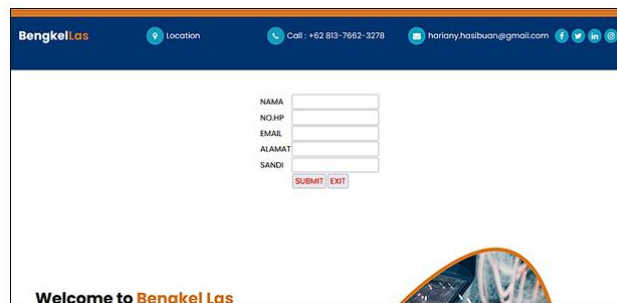 BengkelLas
Location
Call : +62 813-7662-3278
hariany.hasibuan@gmail.com
NAMA
NO.HP
EMAIL
ALAMAT
SANDI
SUBMIT EXIT
Welcome to Bengkel Las